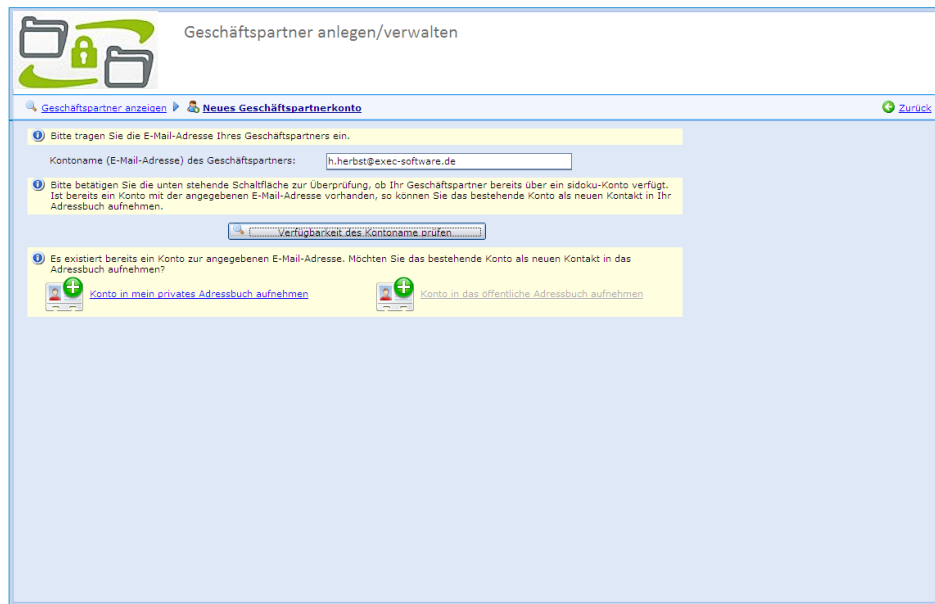 Geschäftspartner anlegen/verwalten
Geschäftspartner anzeigen Neues Geschäftspartnerkonto Zurück
Bitte tragen Sie die E-Mail-Adresse Ihres Geschäftspartners ein.
Kontoname (E-Mail-Adresse) des Geschäftspartners: h.herbst@exec-software.de
Bitte betätigen Sie die unten stehende Schaltfläche zur Überprüfung, ob Ihr Geschäftspartner bereits über ein sidoku-Konto verfügt.
Ist bereits ein Konto mit der angegebenen E-Mail-Adresse vorhanden, so können Sie das bestehende Konto als neuen Kontakt in Ihr
Adressbuch aufnehmen.
Verfügbarkeit des Kontoname prüfen
Es existiert bereits ein Konto zur angegebenen E-Mail-Adresse. Möchten Sie das bestehende Konto als neuen Kontakt in das
Adressbuch aufnehmen?
Konto in mein privates Adressbuch aufnehmen Konto in das öffentliche Adressbuch aufnehmen